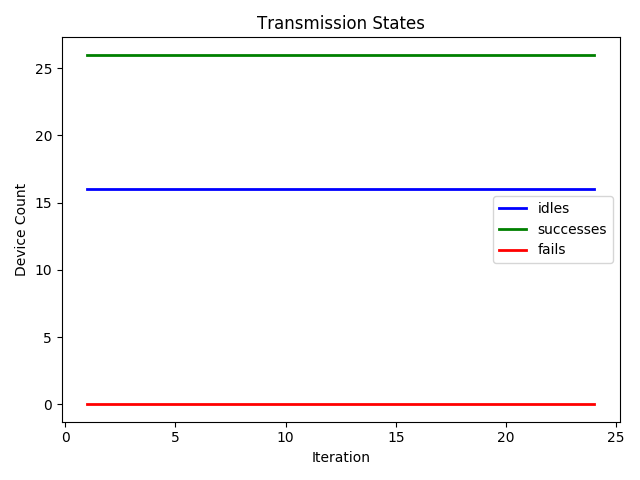 Transmission States
Device Count
25
20
15
10
5
0
idles
successes
fails
0 5 10 15 20 25
Iteration